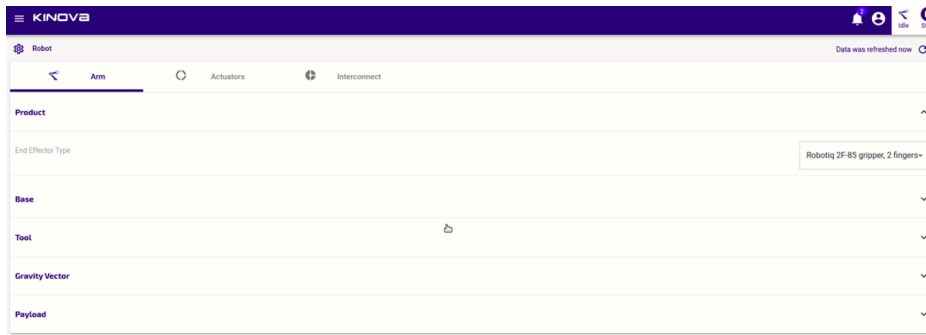 KINOVA
2
Idle
Robot
Data was refreshed now
Arm
Actuators
Interconnect
Product
End Effector Type
Robotiq 2F-85 gripper, 2 fingers
Base
Tool
Gravity Vector
Payload